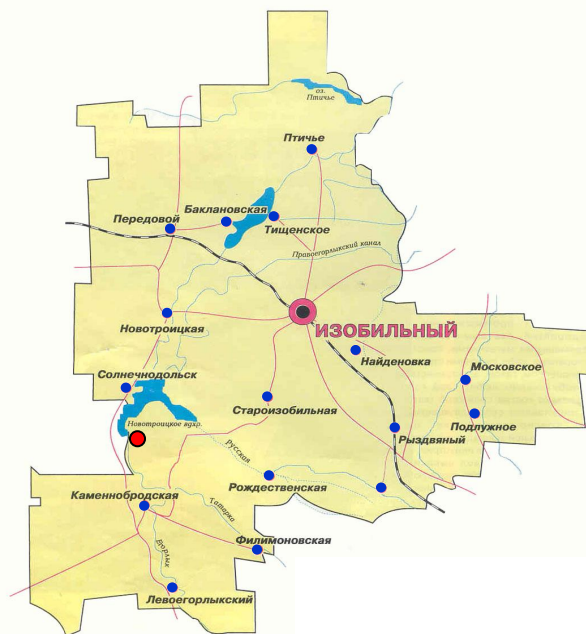 оз.
Птичье
Птичье
Баклановская
Передовой
Тищенское
Правоегорлыкский канал
Новотроицкая
ИЗОБИЛЬНЫЙ
Найденовка
Московское
Солнечнодольск
Староизобильная
Подлужное
Новотроицкое вдхр.
Рыздвяный
Русская
Рождественская
Каменнобродская
Татарка
Филимоновская
Егорлык
Левоегорлыкский